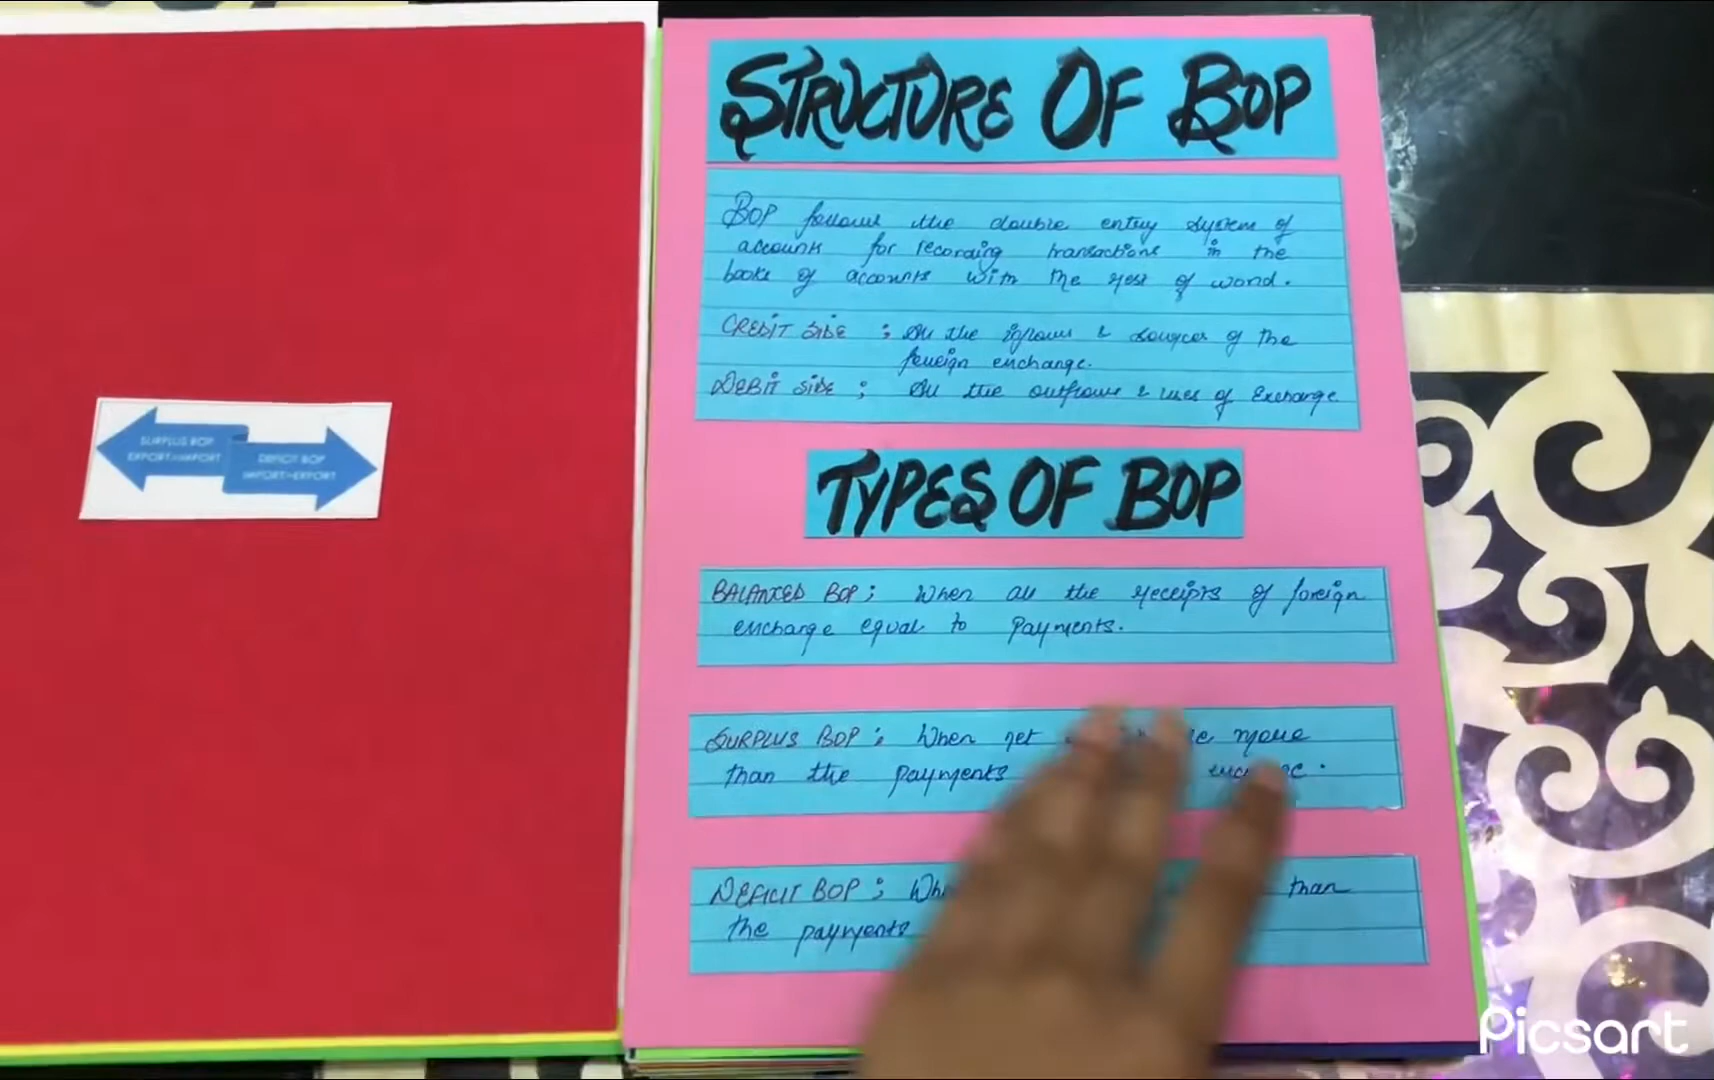 SURPLUS BOP
EXPORT>IMPORT
DEFICIT BOP
IMPORT>EXPORT
STRUCTURE OF BOP
BOP follows the double entry system of
accounts for recording transactions in the
books of accounts with the rest of world.
CREDIT SIDE ; All the inflows & sources of the
foreign exchange.
DEBIT SIDE ; All the outflows & uses of Exchange
TYPES OF BOP
BALANCED BOP ; When all the receipts of foreign
exchange equal to Payments.
SURPLUS BOP ; When net more
than the payments
DEFICIT BOP ; than
the payments
Picsart